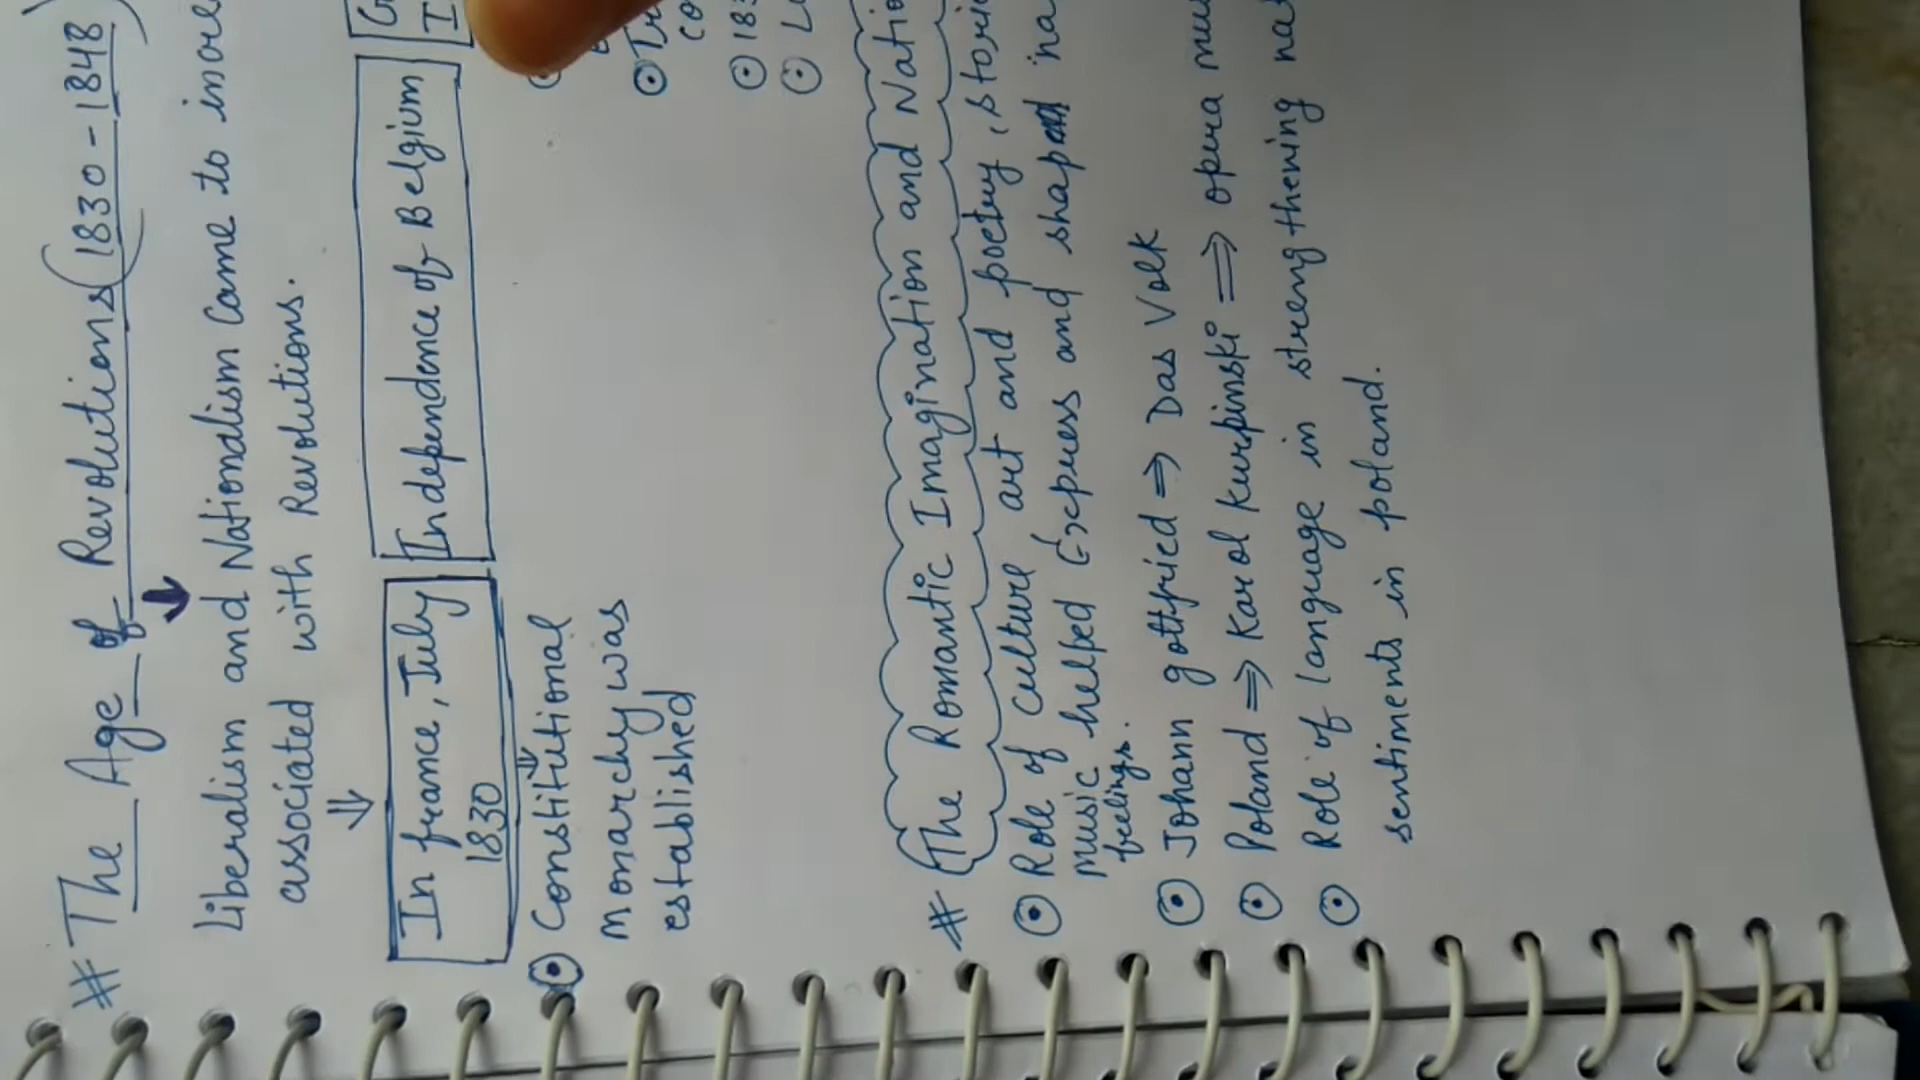 # The Age of Revolutions (1830-1848)
Liberalism and Nationalism Came to
associated with Revolutions.
In france, July
1830
Independence of Belgium
Constitutional
Monarchy was
established
183
# The Romantic Imagination and
Role of culture art and poetry,
music helped Express and shaped
feelings.
Johann gottfried ⇒ Das Volk
Poland ⇒ Karol Kurpinski ⇒ opera
Role of language in strengthening
sentiments in poland.